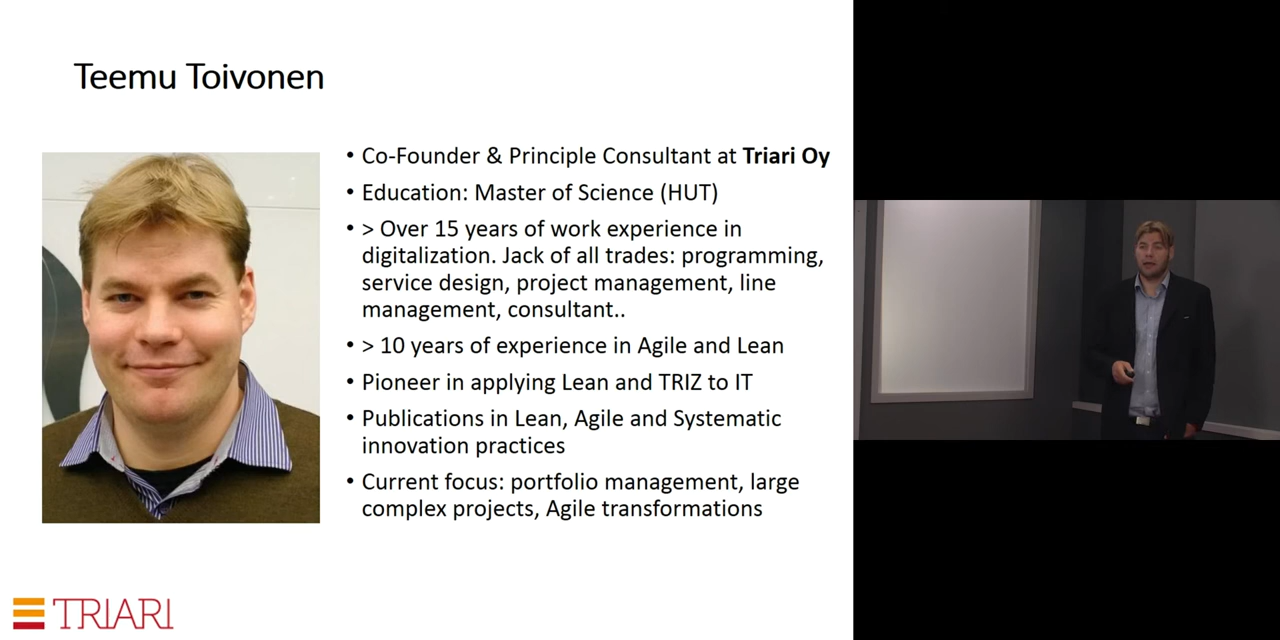 Teemu Toivonen
• Co-Founder & Principle Consultant at Triari Oy
• Education: Master of Science (HUT)
• > Over 15 years of work experience in
digitalization. Jack of all trades: programming,
service design, project management, line
management, consultant..
• > 10 years of experience in Agile and Lean
• Pioneer in applying Lean and TRIZ to IT
• Publications in Lean, Agile and Systematic
innovation practices
• Current focus: portfolio management, large
complex projects, Agile transformations
TRIARI